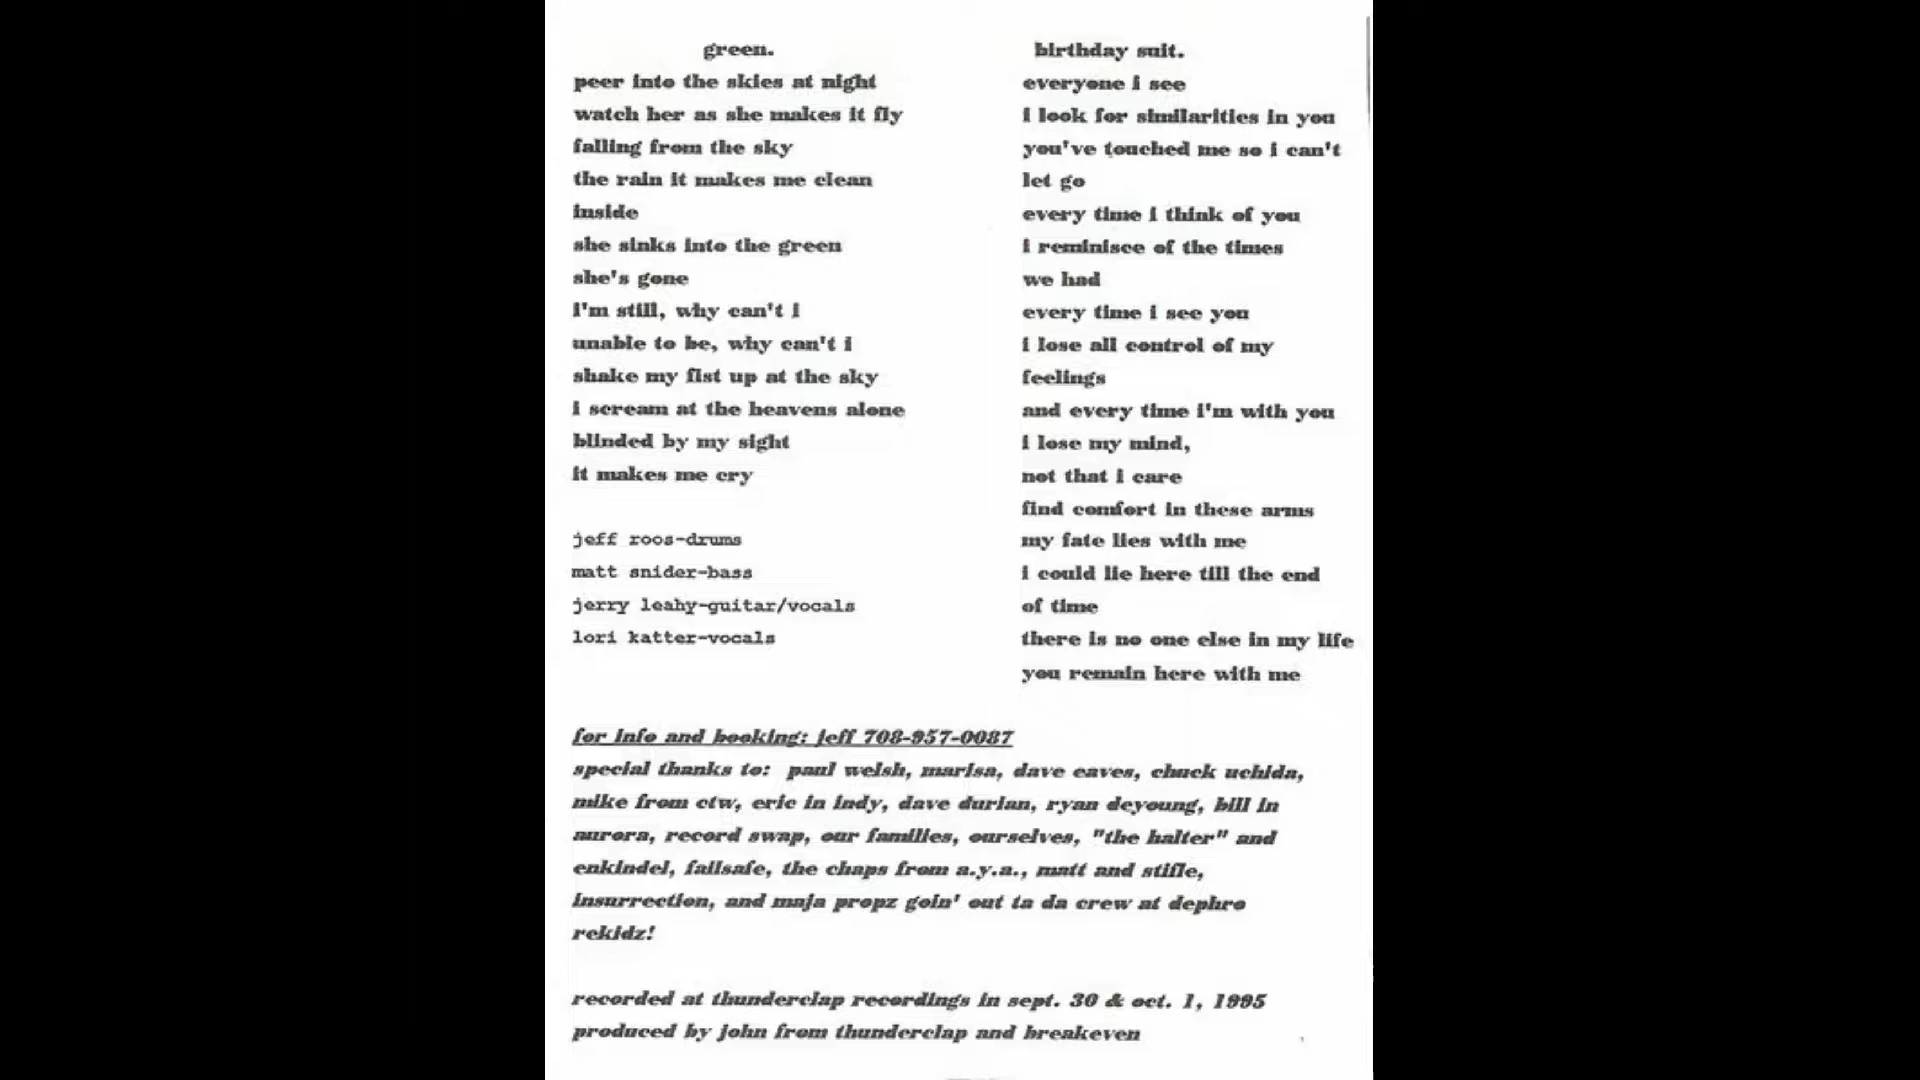 green.
peer into the skies at night
watch her as she makes it fly
falling from the sky
the rain it makes me clean
inside
she sinks into the green
she's gone
i'm still, why can't i
unable to be, why can't i
shake my fist up at the sky
i scream at the heavens alone
blinded by my sight
it makes me cry
jeff roos-drums
matt snider-bass
jerry leahy-guitar/vocals
lori katter-vocals
birthday suit.
everyone i see
i look for similarities in you
you've touched me so i can't
let go
every time i think of you
i reminisce of the times
we had
every time i see you
i lose all control of my
feelings
and every time i'm with you
i lose my mind,
not that i care
find comfort in these arms
my fate lies with me
i could lie here till the end
of time
there is no one else in my life
you remain here with me
for info and booking: jeff 708-957-0087
special thanks to: paul welsh, marisa, dave eaves, chuck uchida,
mike from ctw, eric in indy, dave durian, ryan deyoung, bill in
aurora, record swap, our families, ourselves, "the halter" and
enkindel, failsafe, the chaps from a.y.a., matt and stifle,
insurrection, and maja propz goin' out ta da crew at dephro
rekidz!
recorded at thunderclap recordings in sept. 30 & oct. 1, 1995
produced by john from thunderclap and breakeven